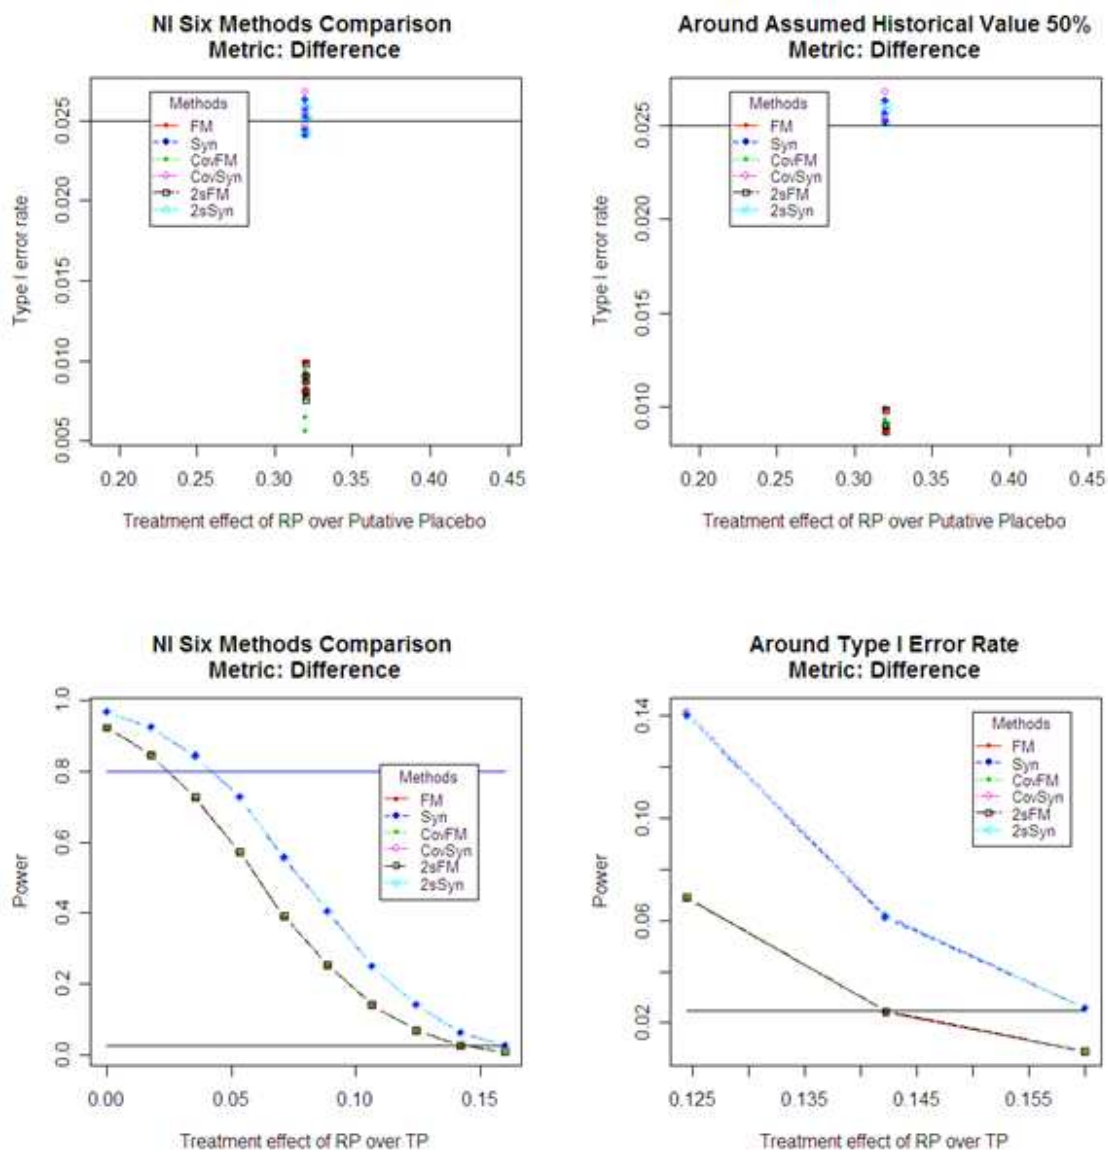 NI Six Methods Comparison
Metric: Difference
Type I error rate
0.025
0.020
0.015
0.010
0.005
Methods
FM
Syn
CovFM
CovSyn
2sFM
2sSyn
0.20 0.25 0.30 0.35 0.40 0.45
Treatment effect of RP over Putative Placebo
Around Assumed Historical Value 50%
Metric: Difference
Type I error rate
0.025
0.020
0.015
0.010
Methods
FM
Syn
CovFM
CovSyn
2sFM
2sSyn
0.20 0.25 0.30 0.35 0.40 0.45
Treatment effect of RP over Putative Placebo
NI Six Methods Comparison
Metric: Difference
Power
1.0
0.8
0.6
0.4
0.2
0.0
Methods
FM
Syn
CovFM
CovSyn
2sFM
2sSyn
0.00 0.05 0.10 0.15
Treatment effect of RP over TP
Around Type I Error Rate
Metric: Difference
Power
0.14
0.10
0.06
0.02
Methods
FM
Syn
CovFM
CovSyn
2sFM
2sSyn
0.125 0.135 0.145 0.155
Treatment effect of RP over TP